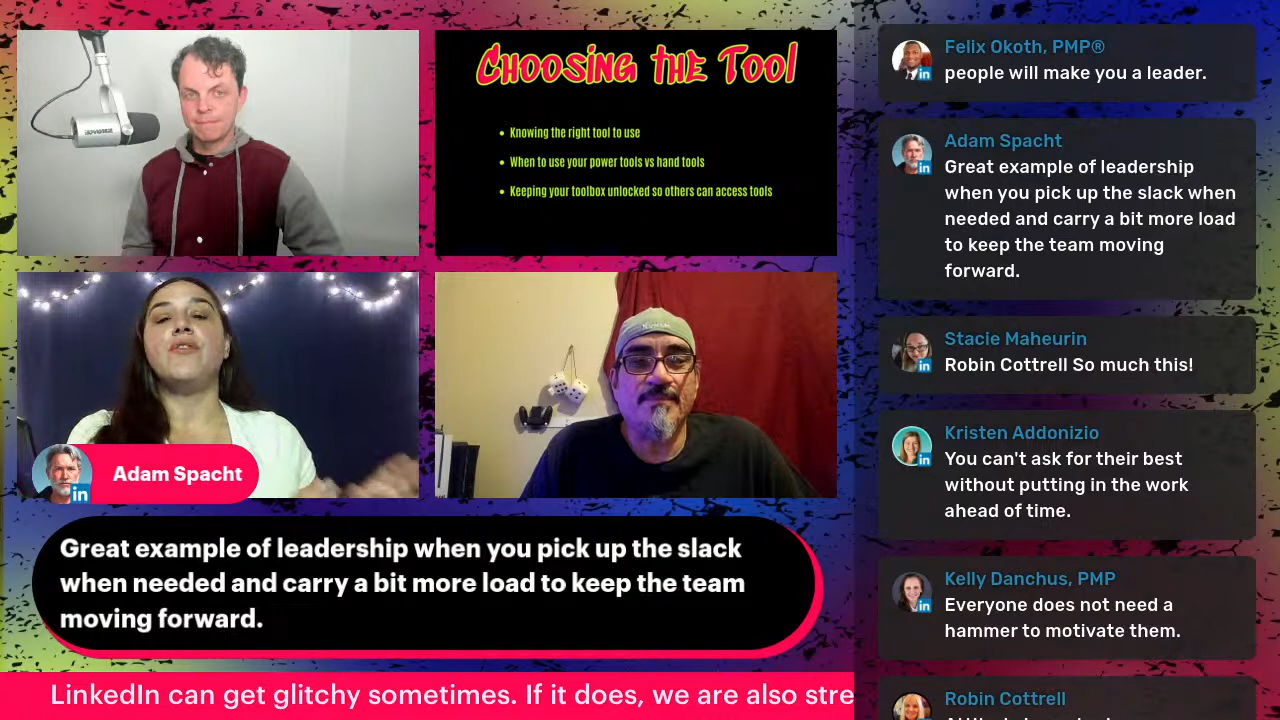 Choosing the Tool
• Knowing the right tool to use
• When to use your power tools vs hand tools
• Keeping your toolbox unlocked so others can access tools
Adam Spacht
Great example of leadership when you pick up the slack
when needed and carry a bit more load to keep the team
moving forward.
LinkedIn can get glitchy sometimes. If it does, we are also stre
Felix Okoth, PMP®
people will make you a leader.
Adam Spacht
Great example of leadership
when you pick up the slack when
needed and carry a bit more load
to keep the team moving
forward.
Stacie Maheurin
Robin Cottrell So much this!
Kristen Addonizio
You can't ask for their best
without putting in the work
ahead of time.
Kelly Danchus, PMP
Everyone does not need a
hammer to motivate them.
Robin Cottrell